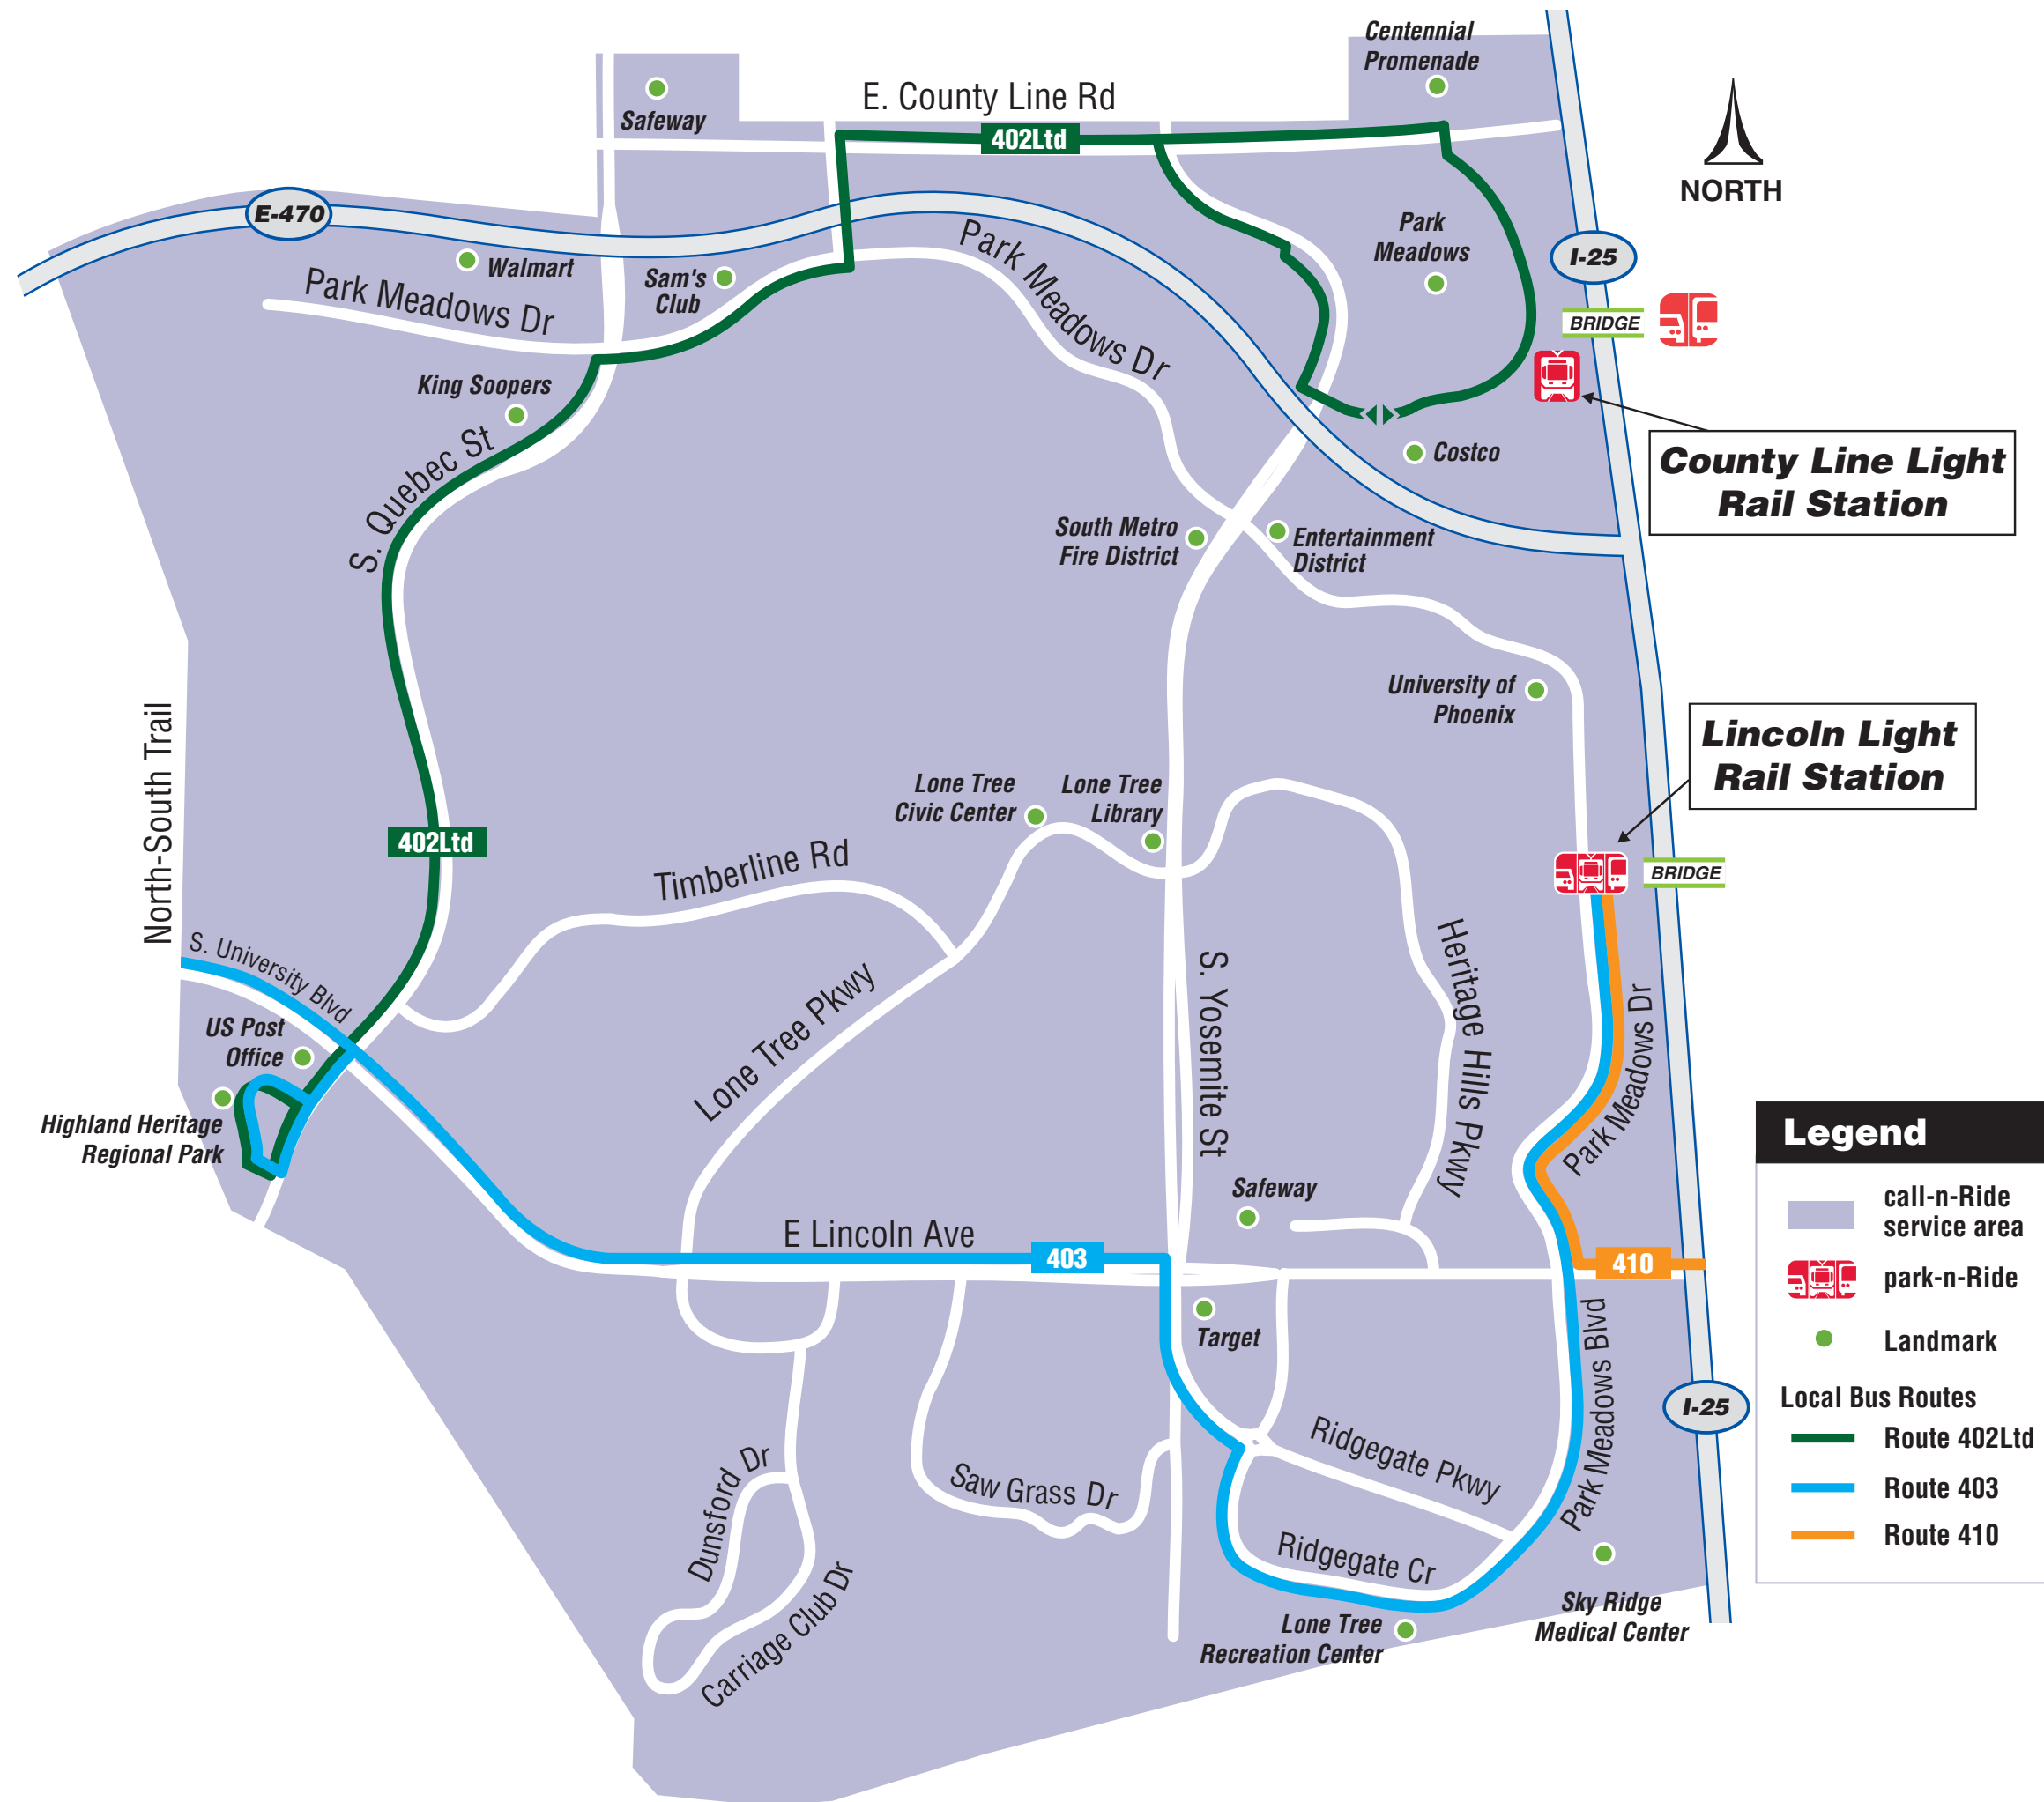 Centennial
Promenade
Safeway
E. County Line Rd
402Ltd
NORTH
E-470
Walmart
Park Meadows Dr
Sam's
Club
Park Meadows Dr
Park
Meadows
I-25
BRIDGE
King Soopers
S. Quebec St
Costco
County Line Light
Rail Station
South Metro
Fire District
Entertainment
District
University of
Phoenix
Lincoln Light
Rail Station
North-South Trail
Lone Tree
Civic Center
Lone Tree
Library
402Ltd
Timberline Rd
BRIDGE
S. University Blvd
US Post
Office
Highland Heritage
Regional Park
Lone Tree Pkwy
S. Yosemite St
Heritage Hills Pkwy
Park Meadows Dr
Safeway
E Lincoln Ave
403
410
Target
Park Meadows Blvd
I-25
Dunsford Dr
Saw Grass Dr
Ridgegate Pkwy
Ridgegate Cr
Carriage Club Dr
Lone Tree
Recreation Center
Sky Ridge
Medical Center
Legend
call-n-Ride
service area
park-n-Ride
Landmark
Local Bus Routes
Route 402Ltd
Route 403
Route 410